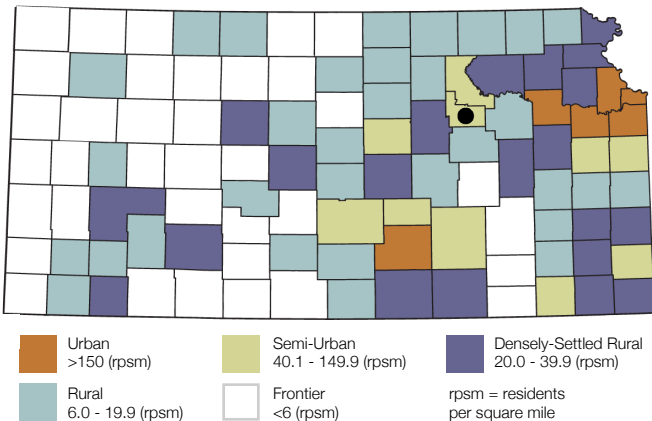 Urban
>150 (rpsm)
Semi-Urban
40.1 - 149.9 (rpsm)
Densely-Settled Rural
20.0 - 39.9 (rpsm)
Rural
6.0 - 19.9 (rpsm)
Frontier
<6 (rpsm)
rpsm = residents
per square mile